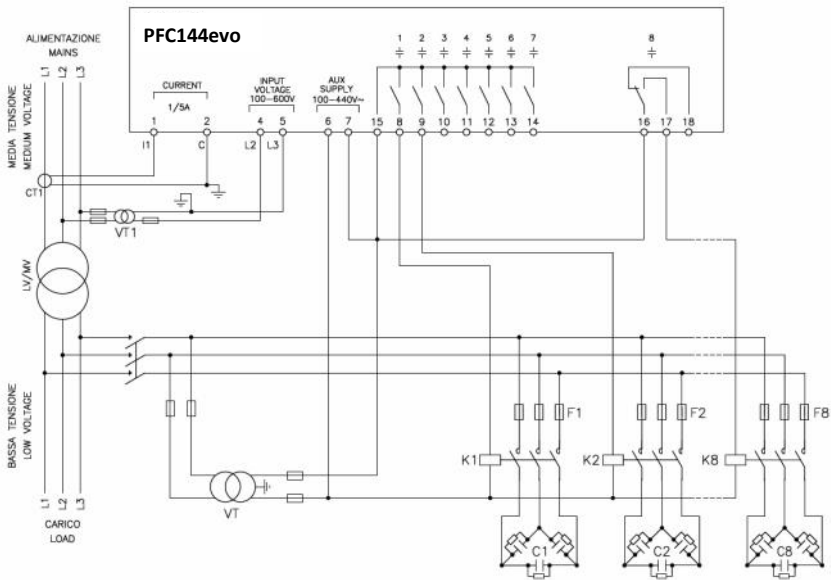 PFC144evo
ALIMENTAZIONE
MAINS
L1 L2 L3
MEDIA TENSIONE
MEDIUM VOLTAGE
CURRENT
1/5A
INPUT
VOLTAGE
100-600V
AUX
SUPPLY
100-440V~
1 2 3 4 5 6 7 8
1 2 4 5 6 7 15 8 9 10 11 12 13 14 16 17 18
I1 C L2 L3
CT1
VT1
LV/MV
BASSA TENSIONE
LOW VOLTAGE
F1 F2 F8
K1 K2 K8
VT
L1 L2 L3
CARICO
LOAD
C1 C2 C8